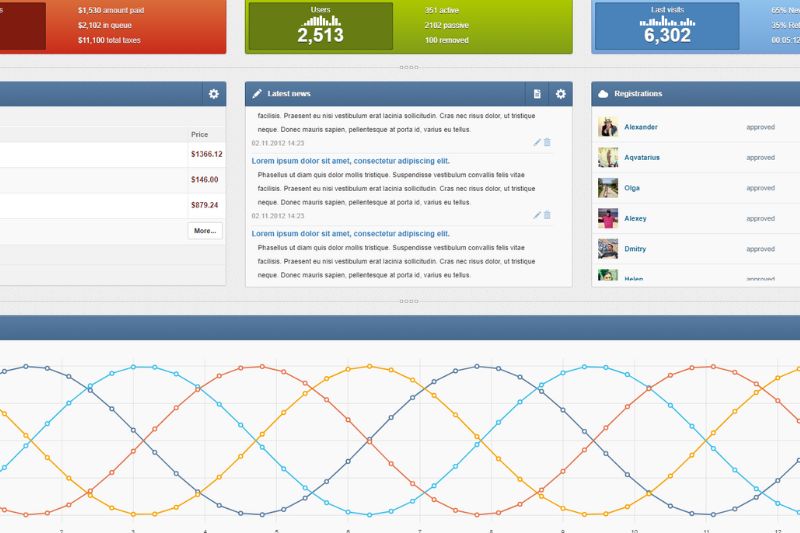 $1,530 amount paid
$2,102 in queue
$11,100 total taxes
Users
2,513
351 active
2102 passive
100 removed
Last visits
6,302
65% New
35% Ret
00:05:12
Price
$1366.12
$146.00
$879.24
More...
Latest news
facilisis. Praesent eu nisi vestibulum erat lacinia sollicitudin. Cras nec risus dolor, ut tristique
neque. Donec mauris sapien, pellentesque at porta id, varius eu tellus.
02.11.2012 14:23
Lorem ipsum dolor sit amet, consectetur adipiscing elit.
Phasellus ut diam quis dolor mollis tristique. Suspendisse vestibulum convallis felis vitae
facilisis. Praesent eu nisi vestibulum erat lacinia sollicitudin. Cras nec risus dolor, ut tristique
neque. Donec mauris sapien, pellentesque at porta id, varius eu tellus.
02.11.2012 14:23
Lorem ipsum dolor sit amet, consectetur adipiscing elit.
Phasellus ut diam quis dolor mollis tristique. Suspendisse vestibulum convallis felis vitae
facilisis. Praesent eu nisi vestibulum erat lacinia sollicitudin. Cras nec risus dolor, ut tristique
neque. Donec mauris sapien, pellentesque at porta id, varius eu tellus.
Registrations
Alexander approved
Aqvatarius approved
Olga approved
Alexey approved
Dmitry approved
Helen approved
2 3 4 5 6 7 8 9 10 11 12